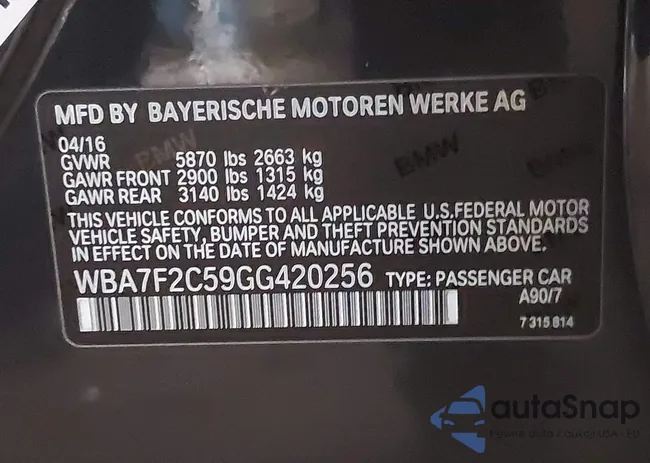 MFD BY BAYERISCHE MOTOREN WERKE AG
04/16
GVWR 5870 lbs 2663 kg
GAWR FRONT 2900 lbs 1315 kg
GAWR REAR 3140 lbs 1424 kg
THIS VEHICLE CONFORMS TO ALL APPLICABLE U.S.FEDERAL MOTOR
VEHICLE SAFETY, BUMPER AND THEFT PREVENTION STANDARDS
IN EFFECT ON THE DATE OF MANUFACTURE SHOWN ABOVE.
WBA7F2C59GG420256 TYPE: PASSENGER CAR
A90/7
7 315 814
BMW
BMW
autoSnap